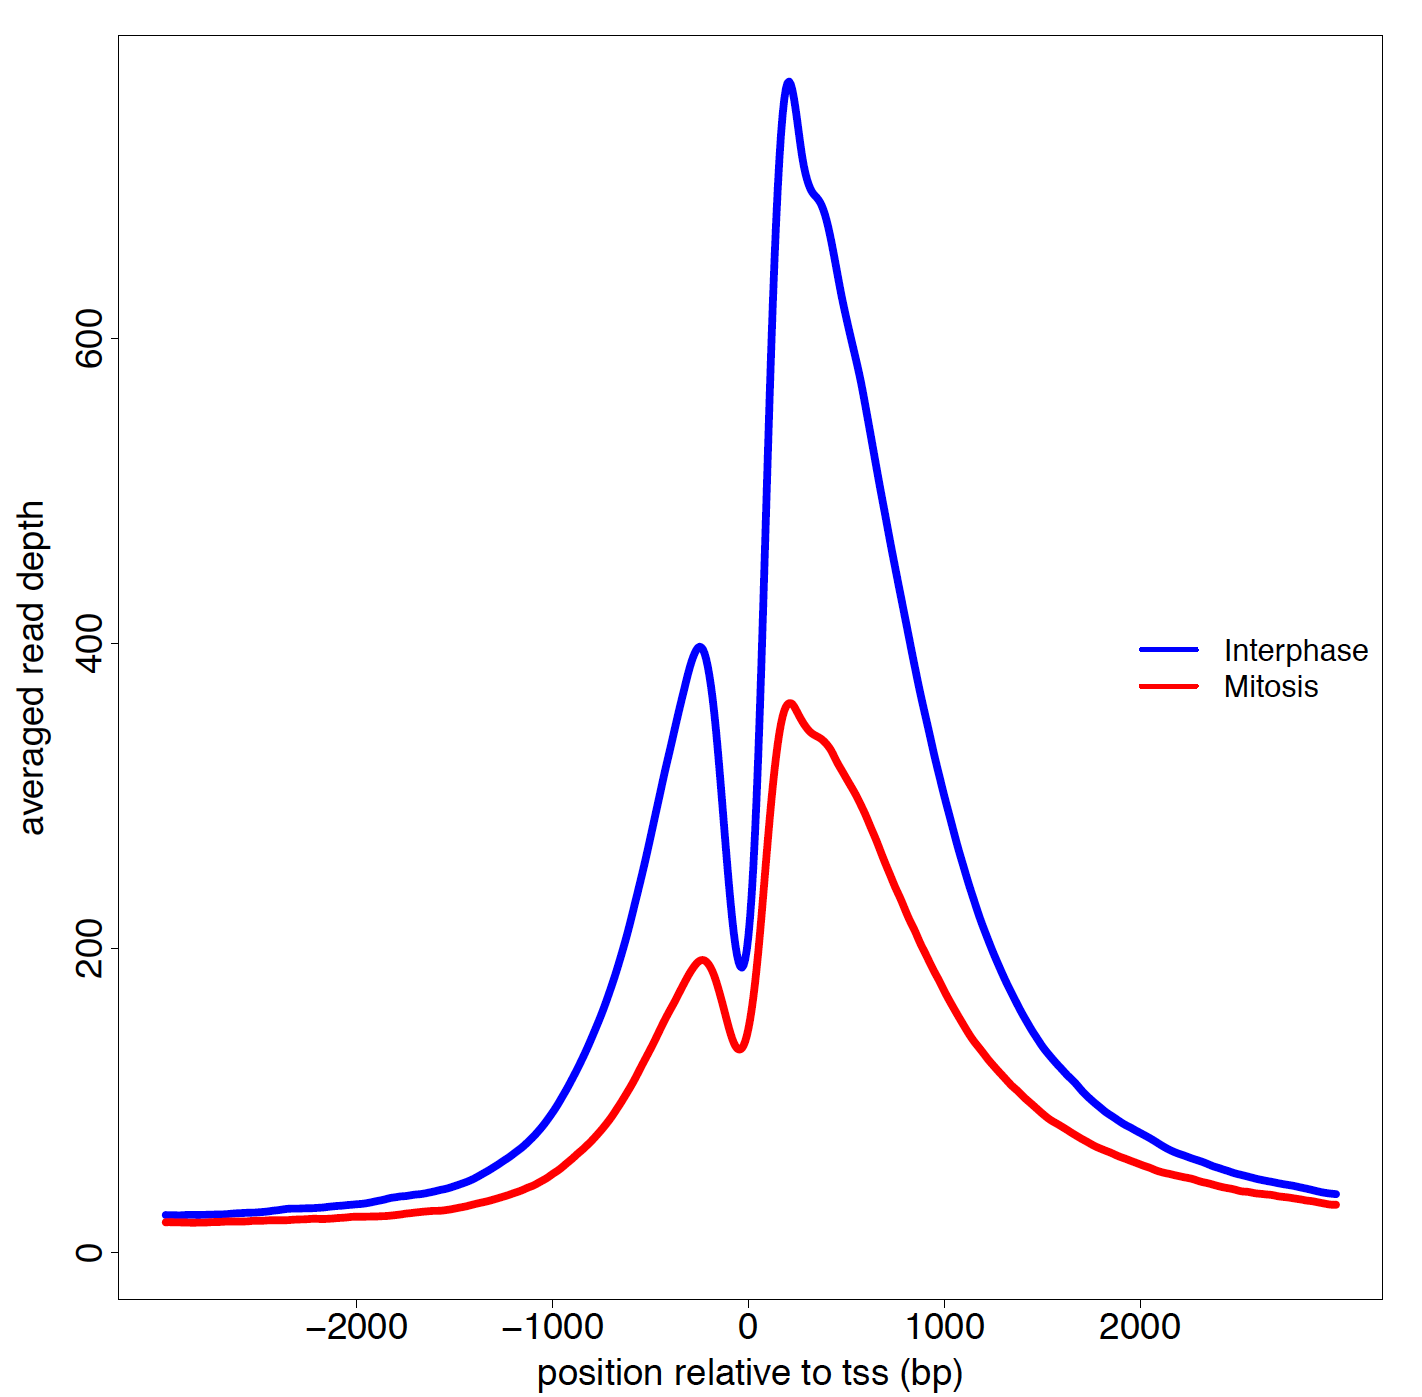 averaged read depth
600
400
200
0
Interphase
Mitosis
−2000
−1000
0
1000
2000
position relative to tss (bp)